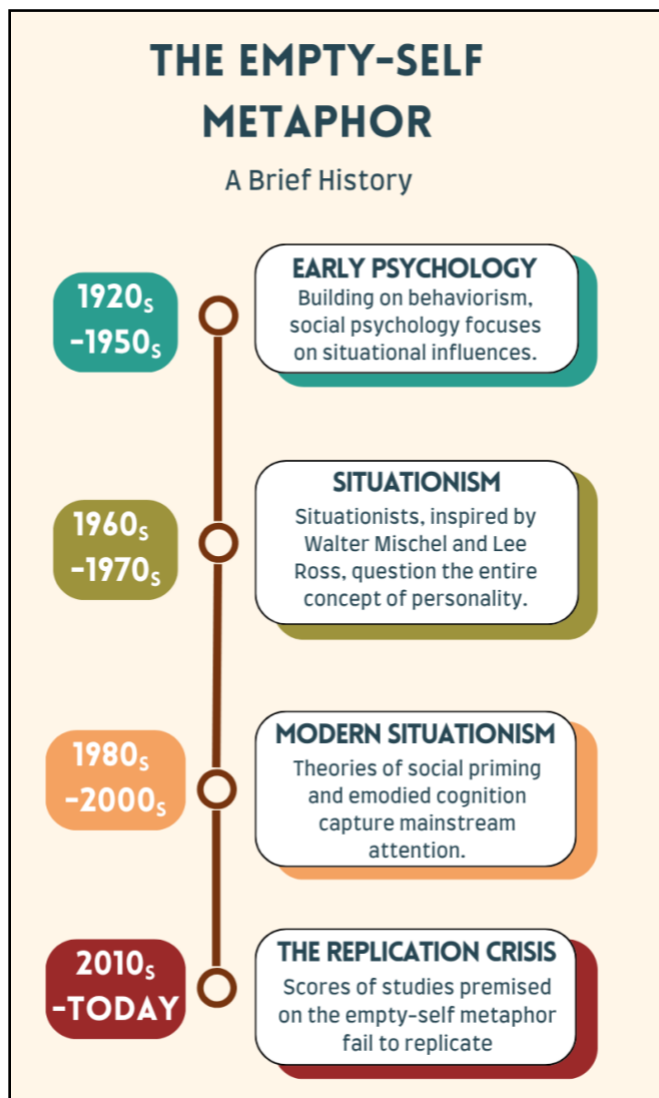 THE EMPTY-SELF
METAPHOR
A Brief History
1920s
-1950s
EARLY PSYCHOLOGY
Building on behaviorism,
social psychology focuses
on situational influences.
1960s
-1970s
SITUATIONISM
Situationists, inspired by
Walter Mischel and Lee
Ross, question the entire
concept of personality.
1980s
-2000s
MODERN SITUATIONISM
Theories of social priming
and emodied cognition
capture mainstream
attention.
2010s
-TODAY
THE REPLICATION CRISIS
Scores of studies premised
on the empty-self metaphor
fail to replicate